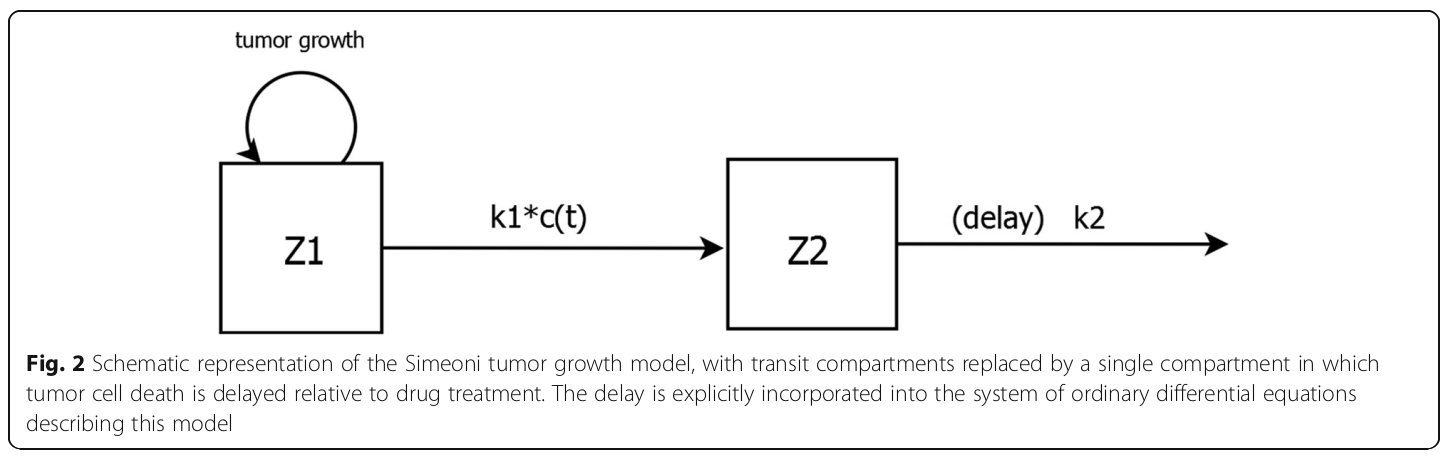 tumor growth
Z1
k1*c(t)
Z2
(delay) k2
Fig. 2 Schematic representation of the Simeoni tumor growth model, with transit compartments replaced by a single compartment in which
tumor cell death is delayed relative to drug treatment. The delay is explicitly incorporated into the system of ordinary differential equations
describing this model